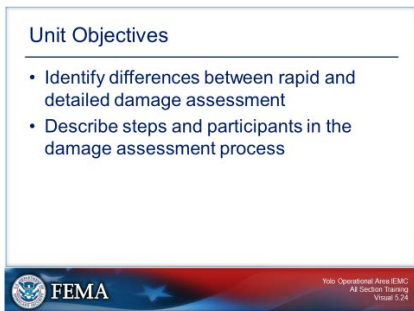 Unit Objectives
• Identify differences between rapid and
detailed damage assessment
• Describe steps and participants in the
damage assessment process
FEMA
Yolo Operational Area IEMC
All Section Training
Visual 5.24